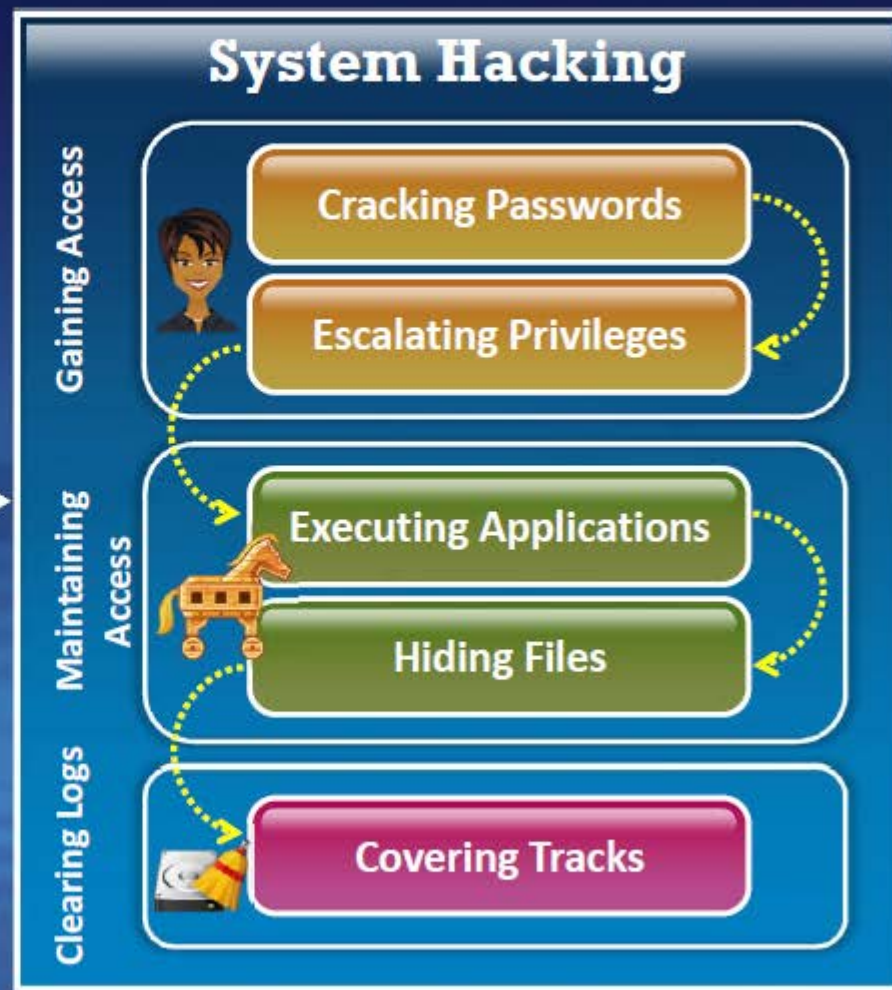 System Hacking
Gaining Access
Cracking Passwords
Escalating Privileges
Maintaining
Access
Executing Applications
Hiding Files
Clearing Logs
Covering Tracks